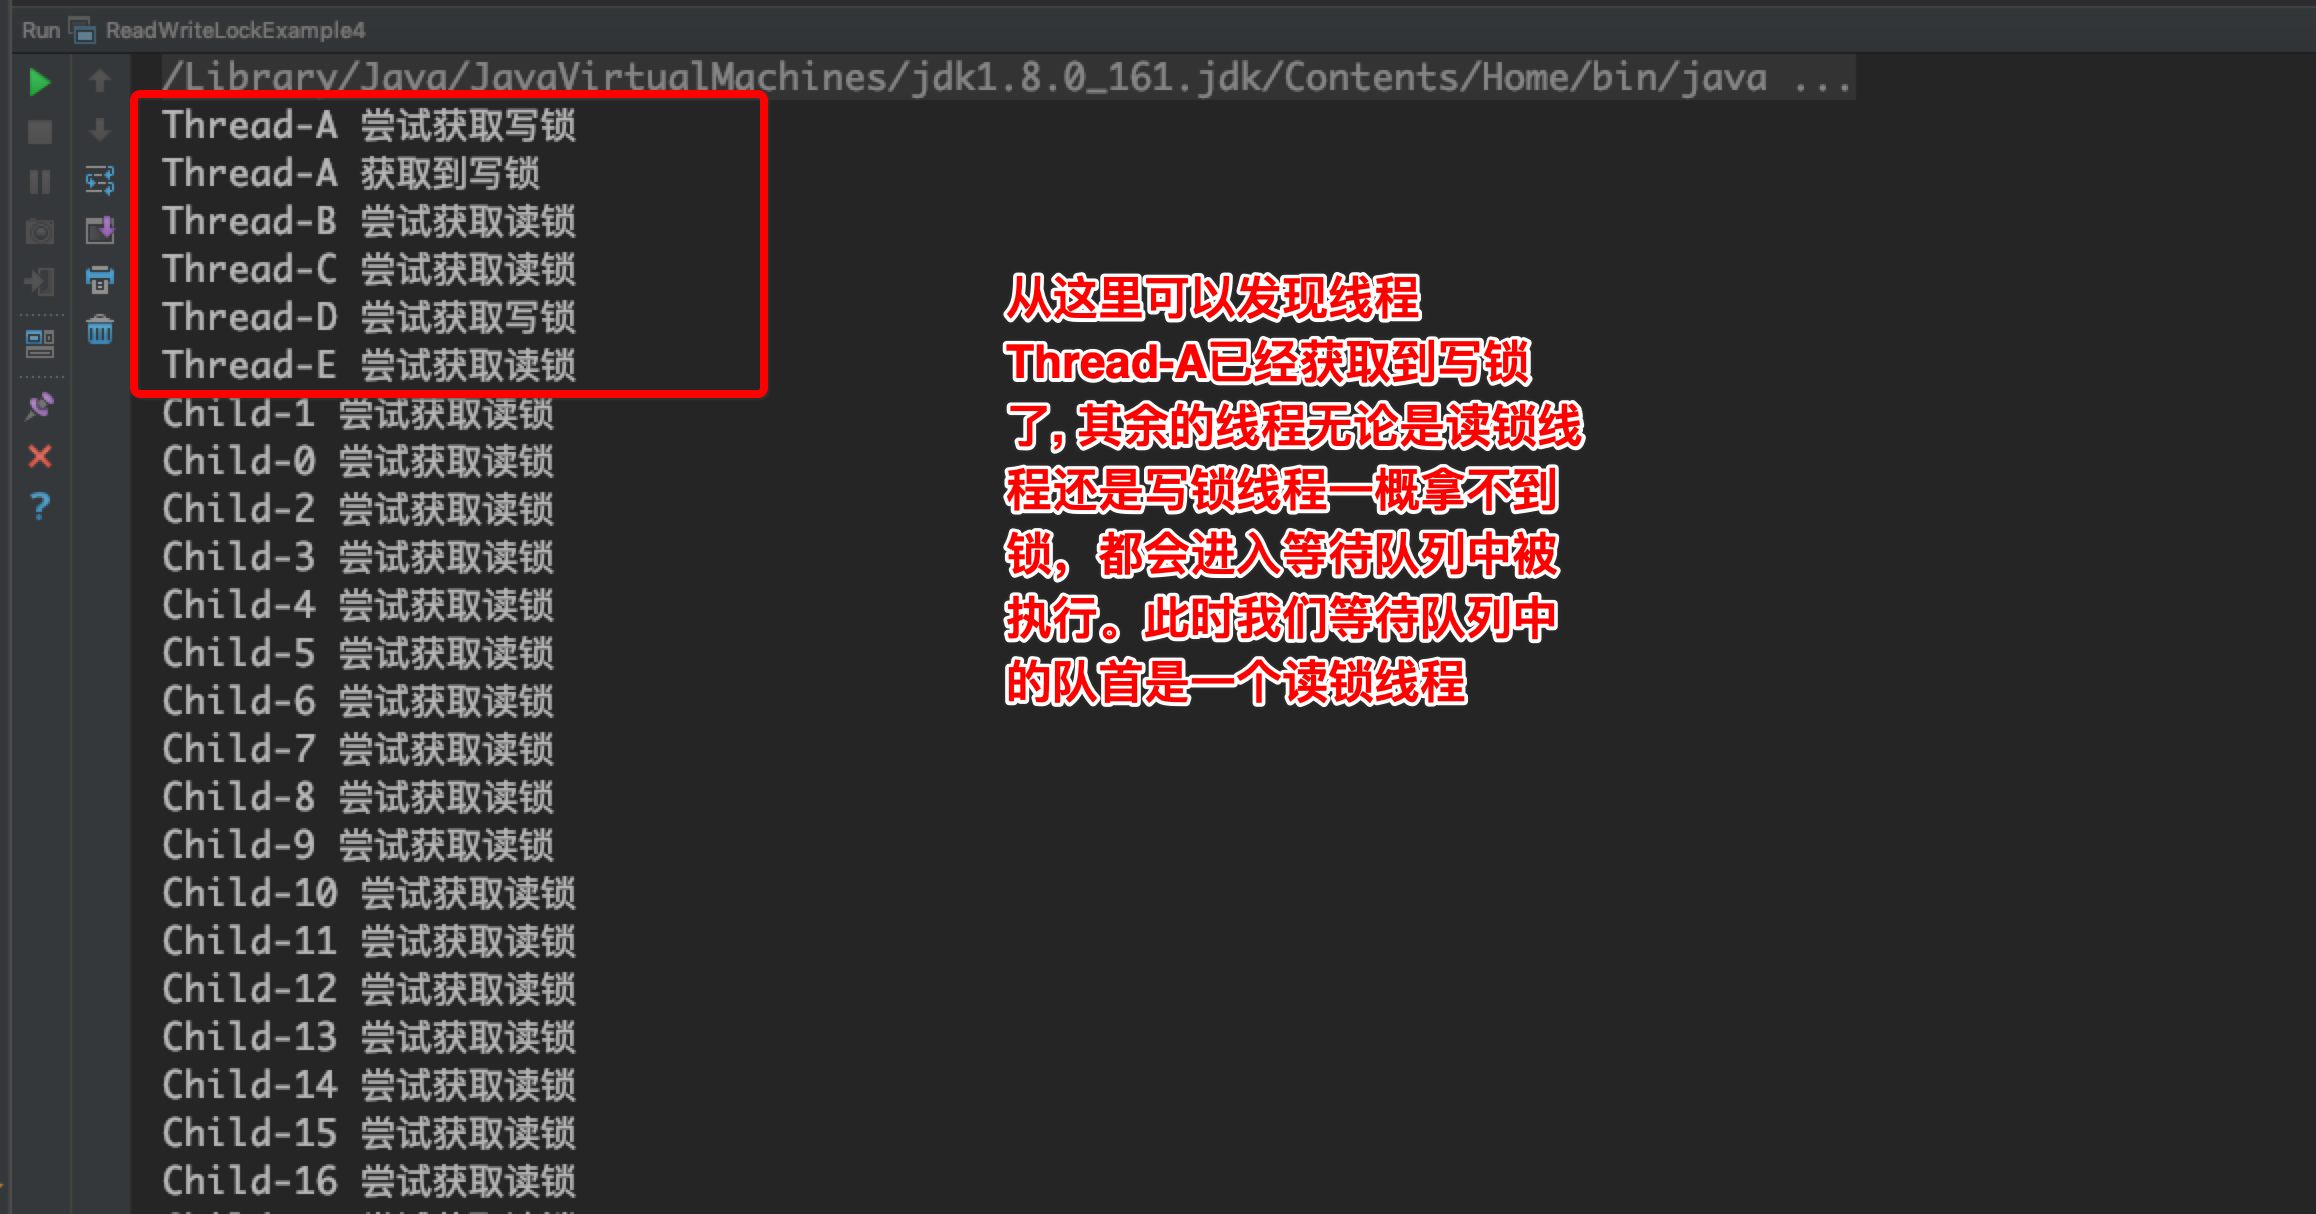 Run ReadWriteLockExample4
/Library/Java/JavaVirtualMachines/jdk1.8.0_161.jdk/Contents/Home/bin/java ...
Thread-A 尝试获取写锁
Thread-A 获取到写锁
Thread-B 尝试获取读锁
Thread-C 尝试获取读锁
Thread-D 尝试获取写锁
Thread-E 尝试获取读锁
Child-1 尝试获取读锁
Child-0 尝试获取读锁
Child-2 尝试获取读锁
Child-3 尝试获取读锁
Child-4 尝试获取读锁
Child-5 尝试获取读锁
Child-6 尝试获取读锁
Child-7 尝试获取读锁
Child-8 尝试获取读锁
Child-9 尝试获取读锁
Child-10 尝试获取读锁
Child-11 尝试获取读锁
Child-12 尝试获取读锁
Child-13 尝试获取读锁
Child-14 尝试获取读锁
Child-15 尝试获取读锁
Child-16 尝试获取读锁
从这里可以发现线程
Thread-A已经获取到写锁
了, 其余的线程无论是读锁线
程还是写锁线程一概拿不到
锁，都会进入等待队列中被
执行。此时我们等待队列中
的队首是一个读锁线程